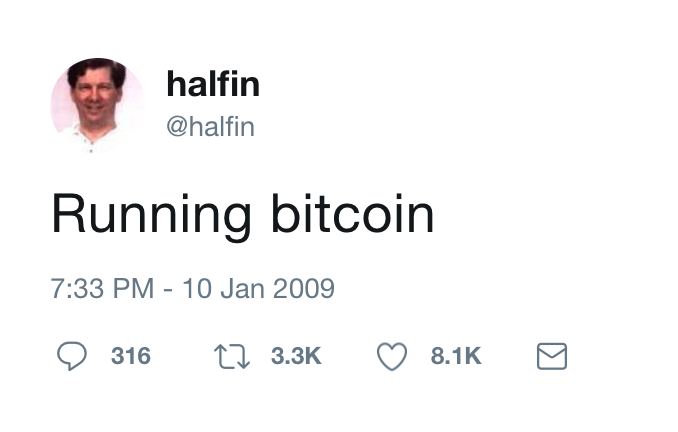 halfin
@halfin
Running bitcoin
7:33 PM - 10 Jan 2009
316 3.3K 8.1K